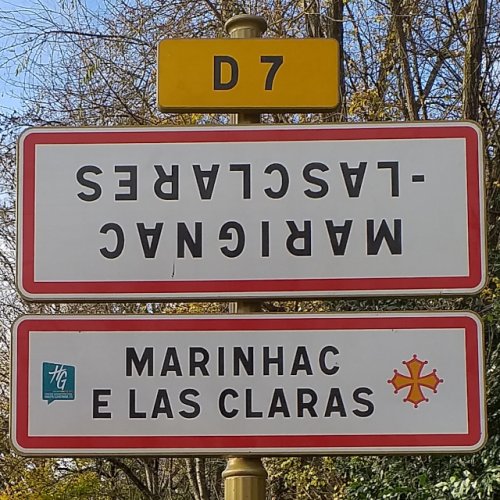 D 7
MARIGNAC
-LASCLARES
HG
MARINHAC
E LAS CLARAS